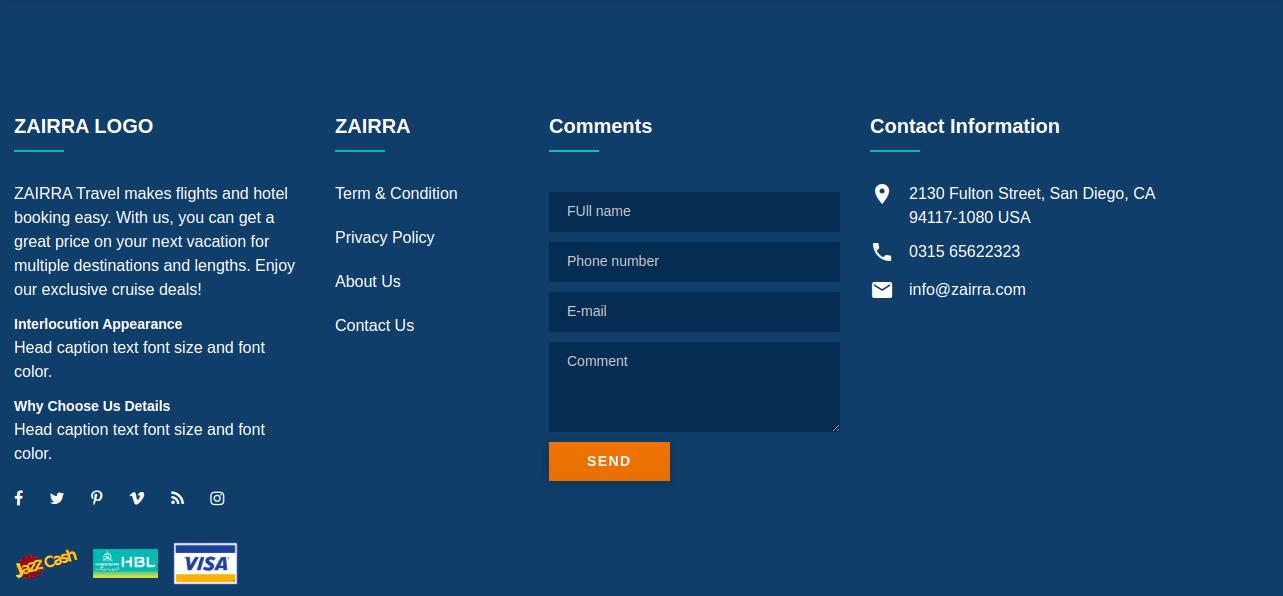 ZAIRRA LOGO
ZAIRRA Travel makes flights and hotel
booking easy. With us, you can get a
great price on your next vacation for
multiple destinations and lengths. Enjoy
our exclusive cruise deals!
Interlocution Appearance
Head caption text font size and font
color.
Why Choose Us Details
Head caption text font size and font
color.
Jazz Cash
HBL
VISA
ZAIRRA
Term & Condition
Privacy Policy
About Us
Contact Us
Comments
FUll name
Phone number
E-mail
Comment
SEND
Contact Information
2130 Fulton Street, San Diego, CA
94117-1080 USA
0315 65622323
info@zairra.com